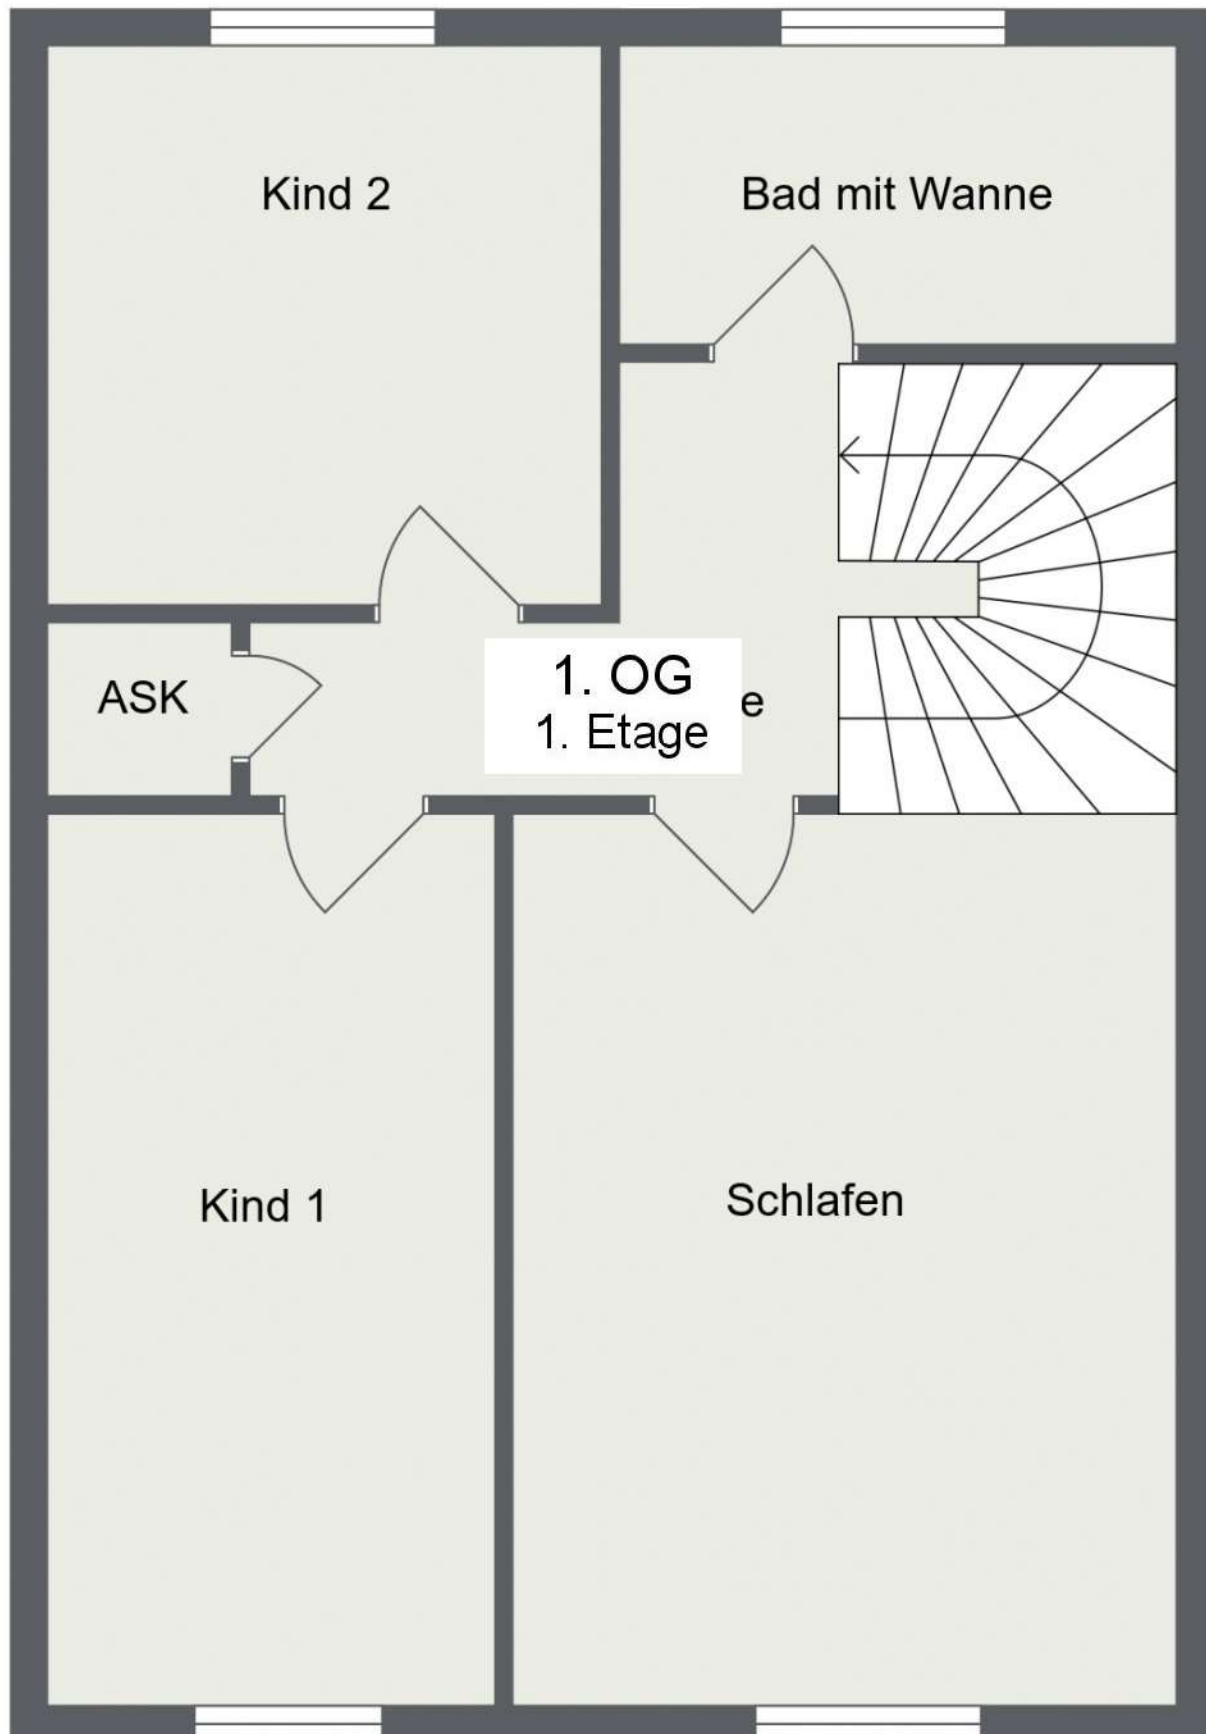 Kind 2
Bad mit Wanne
1. OG
1. Etage
e
ASK
Kind 1
Schlafen